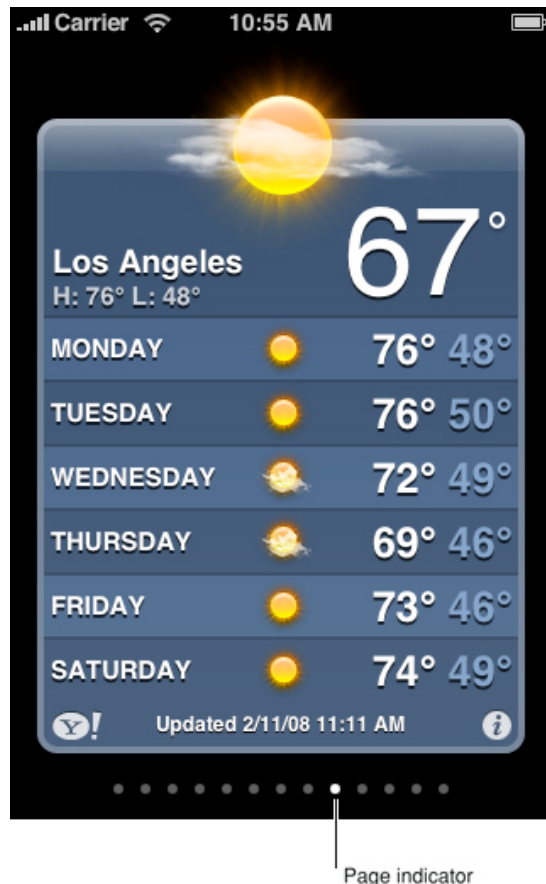 Carrier 10:55 AM
67°
Los Angeles
H: 76° L: 48°
MONDAY 76° 48°
TUESDAY 76° 50°
WEDNESDAY 72° 49°
THURSDAY 69° 46°
FRIDAY 73° 46°
SATURDAY 74° 49°
Y! Updated 2/11/08 11:11 AM i
Page indicator